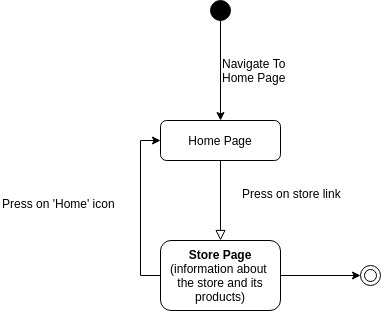 Navigate To
Home Page
Home Page
Press on store link
Press on 'Home' icon
Store Page
(information about
the store and its
products)